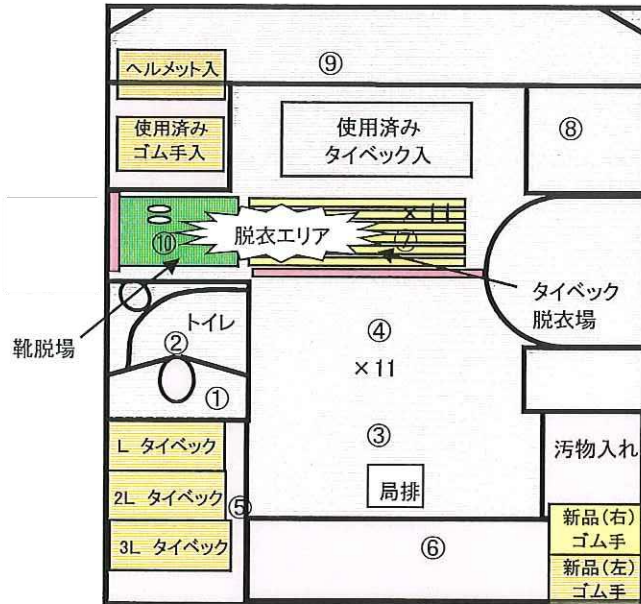 ⑨
ヘルメット入
使用済み
ゴム手入
使用済み
タイベック入
⑧
⑩
脱衣エリア
×11
⑦
靴脱場
タイベック
脱衣場
トイレ
②
①
④
×11
③
局排
L タイベック
2L タイベック
3L タイベック
⑤
⑥
汚物入れ
新品(右)
ゴム手
新品(左)
ゴム手